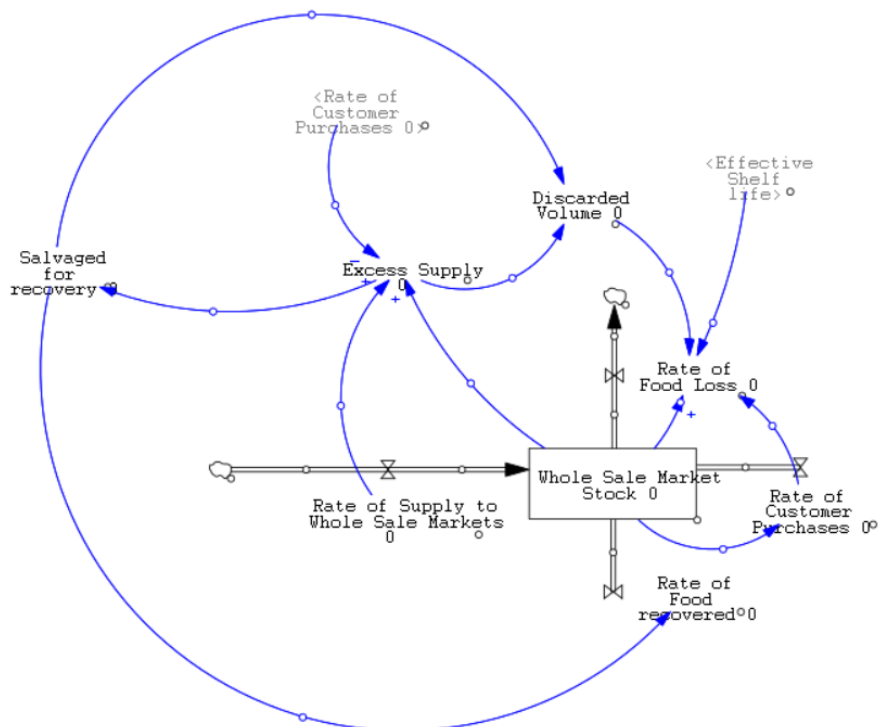 <Rate of
Customer
Purchases 0>
<Effective
Shelf
life>
Discarded
Volume 0
Salvaged
for
recovery 0
Excess Supply
0
–
+
+
Rate of
Food Loss 0
+
Whole Sale Market
Stock 0
Rate of Supply to
Whole Sale Markets
0
Rate of
Customer
Purchases 0
Rate of
Food
recovered 0